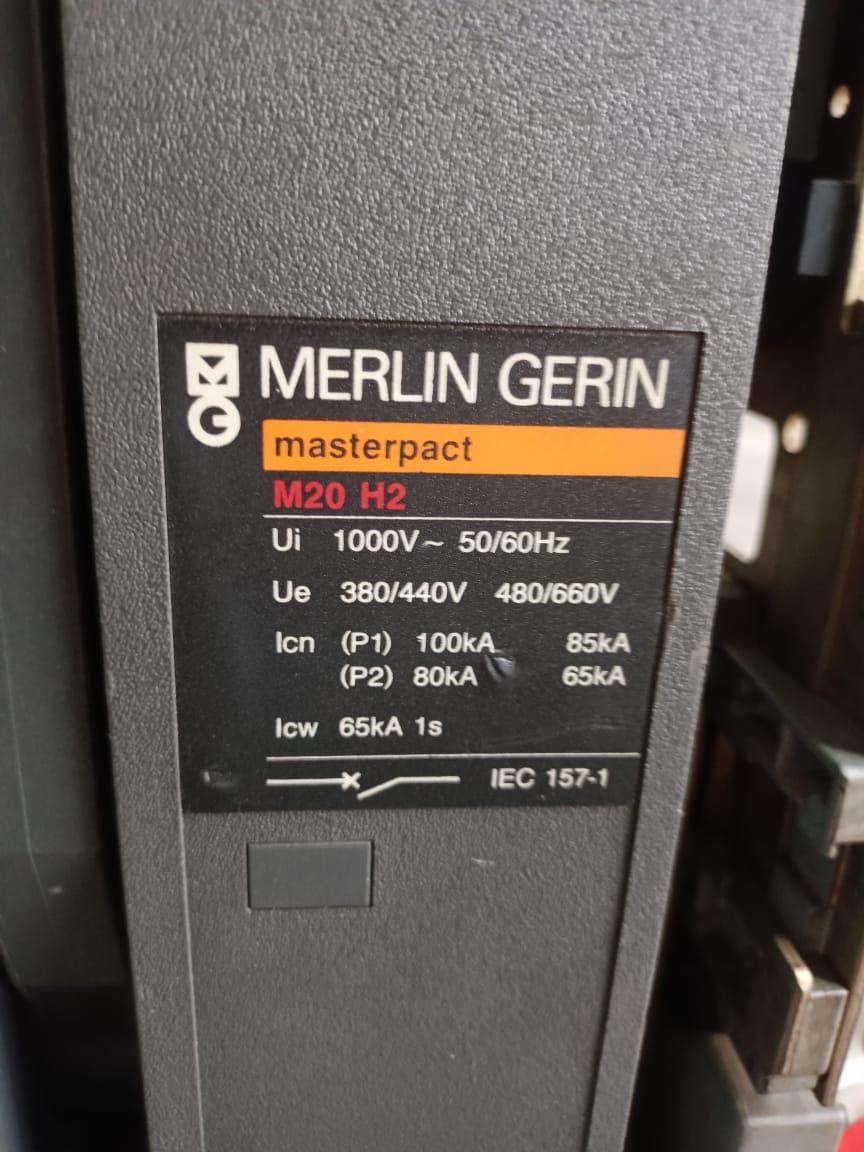 MERLIN GERIN
masterpact
M20 H2
Ui 1000V~ 50/60Hz
Ue 380/440V 480/660V
Icn (P1) 100kA 85kA
(P2) 80kA 65kA
Icw 65kA 1s
IEC 157-1